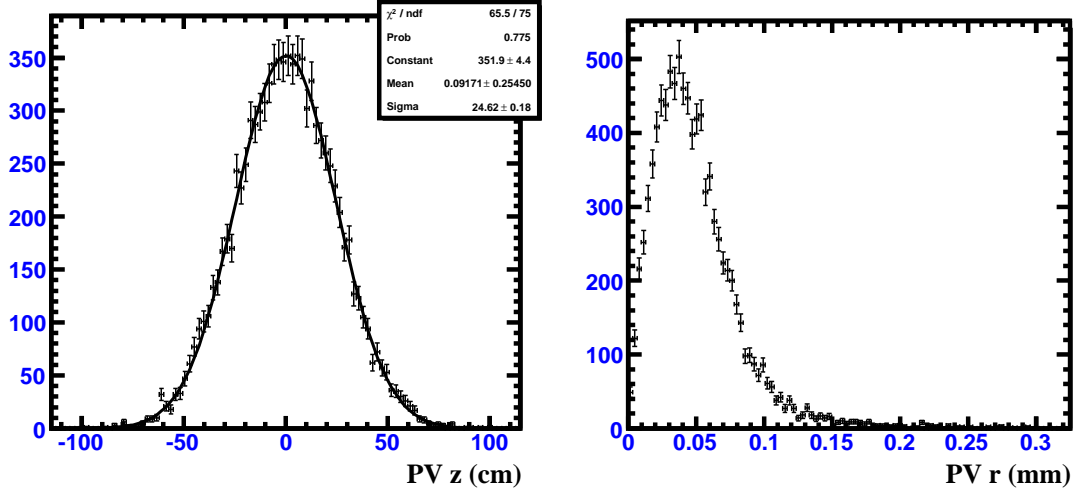 χ² / ndf 65.5 / 75
Prob 0.775
Constant 351.9 ± 4.4
Mean 0.09171 ± 0.25450
Sigma 24.62 ± 0.18
350
300
250
200
150
100
50
0
-100 -50 0 50 100
PV z (cm)
500
400
300
200
100
0
0 0.05 0.1 0.15 0.2 0.25 0.3
PV r (mm)